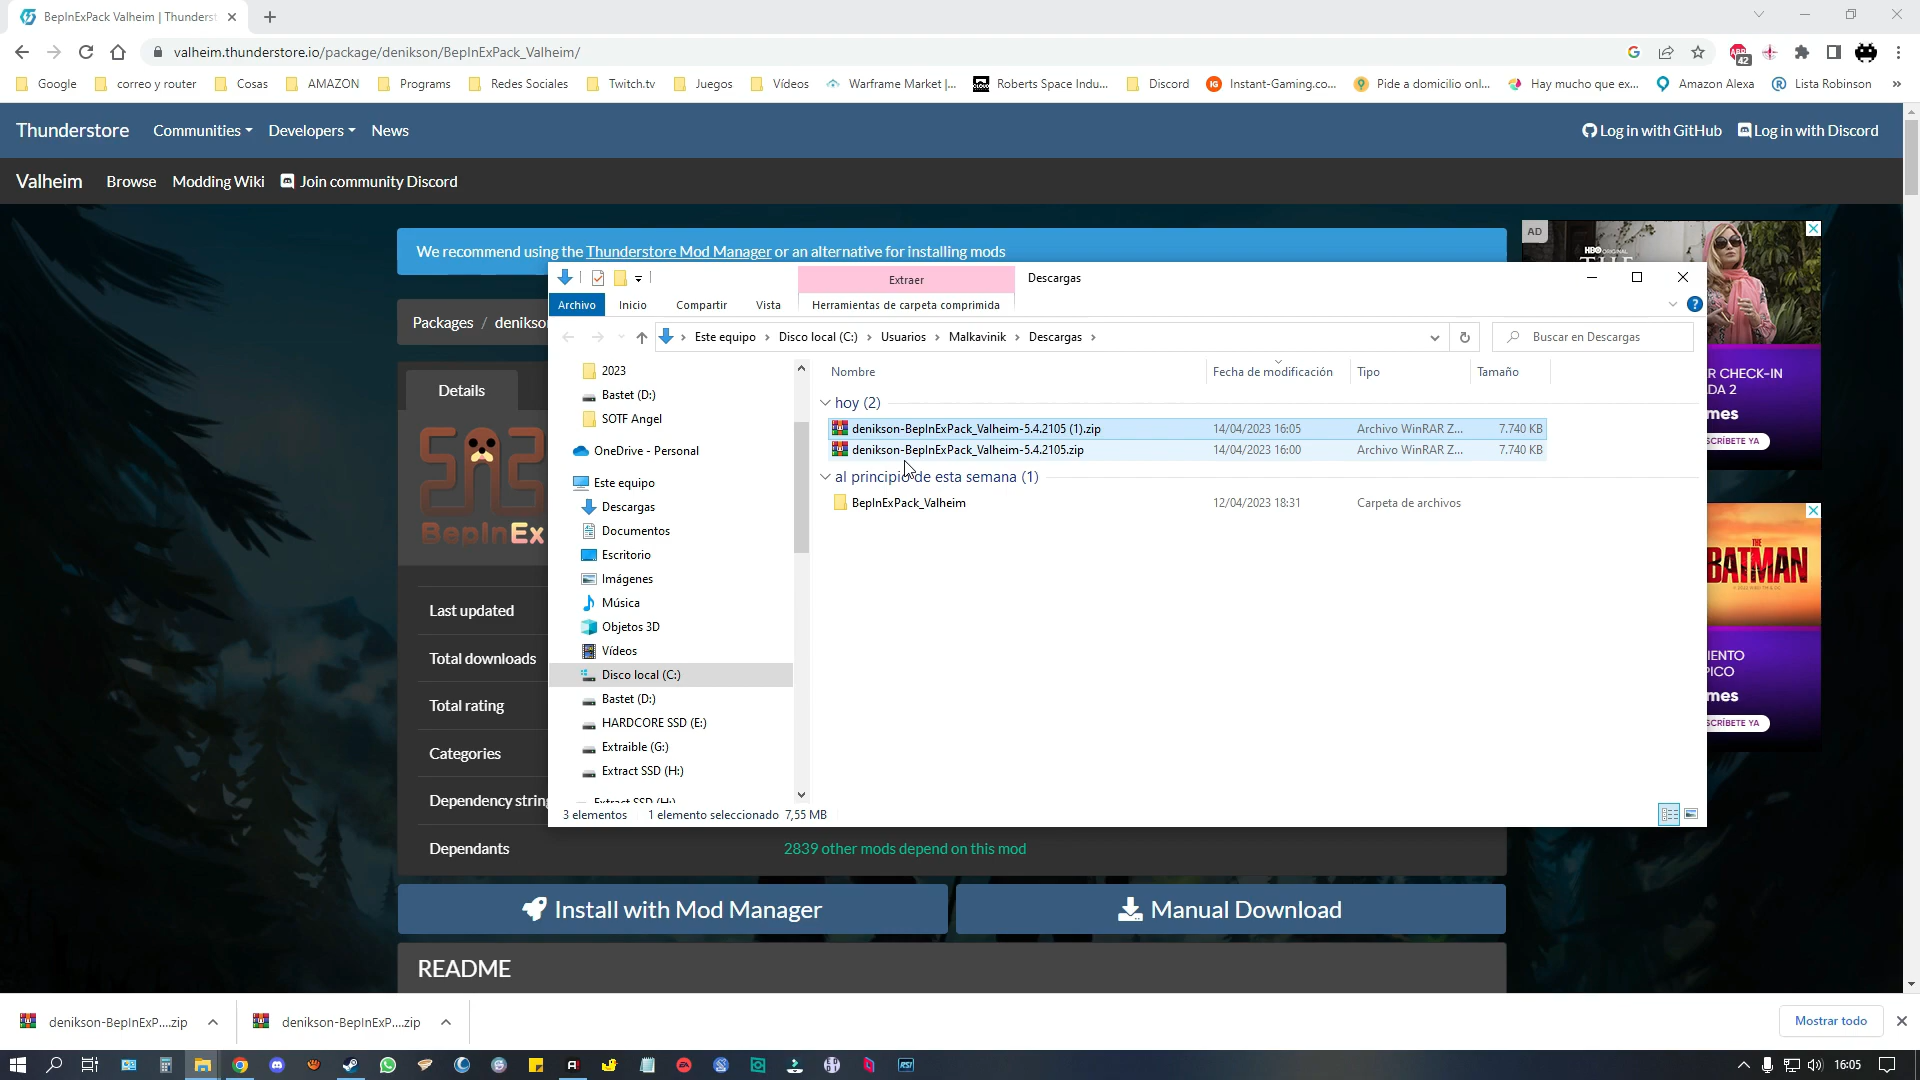 BepInExPack Valheim | Thunderst
valheim.thunderstore.io/package/denikson/BepInExPack_Valheim/
42
Google
correo y router
Cosas
AMAZON
Programs
Redes Sociales
Twitch.tv
Juegos
Vídeos
Warframe Market |...
Roberts Space Indu...
Discord
Instant-Gaming.co...
Pide a domicilio onl...
Hay mucho que ex...
Amazon Alexa
Lista Robinson
»
Thunderstore
Communities
Developers
News
Log in with GitHub
Log in with Discord
Valheim
Browse
Modding Wiki
Join community Discord
We recommend using the Thunderstore Mod Manager or an alternative for installing mods
AD
HBO ORIGINAL
Extraer
Descargas
Archivo
Inicio
Compartir
Vista
Herramientas de carpeta comprimida
Packages / denikson
Este equipo > Disco local (C:) > Usuarios > Malkavinik > Descargas >
Buscar en Descargas
2023
Bastet (D:)
SOTF Angel
OneDrive - Personal
Este equipo
Descargas
Documentos
Escritorio
Imágenes
Música
Objetos 3D
Vídeos
Disco local (C:)
Bastet (D:)
HARDCORE SSD (E:)
Extraible (G:)
Extract SSD (H:)
Extract SSD (H:)
Nombre
Fecha de modificación
Tipo
Tamaño
hoy (2)
denikson-BepInExPack_Valheim-5.4.2105 (1).zip 14/04/2023 16:05 Archivo WinRAR Z... 7.740 KB
denikson-BepInExPack_Valheim-5.4.2105.zip 14/04/2023 16:00 Archivo WinRAR Z... 7.740 KB
al principio de esta semana (1)
BepInExPack_Valheim 12/04/2023 18:31 Carpeta de archivos
3 elementos
1 elemento seleccionado 7,55 MB
R CHECK-IN
DA 2
mes
SCRÍBETE YA
THE
BATMAN
IENTO
PICO
mes
SCRÍBETE YA
Details
BepInEx
Last updated
Total downloads
Total rating
Categories
Dependency string
Dependants
2839 other mods depend on this mod
Install with Mod Manager
Manual Download
README
denikson-BepInExP....zip
denikson-BepInExP....zip
Mostrar todo
16:05